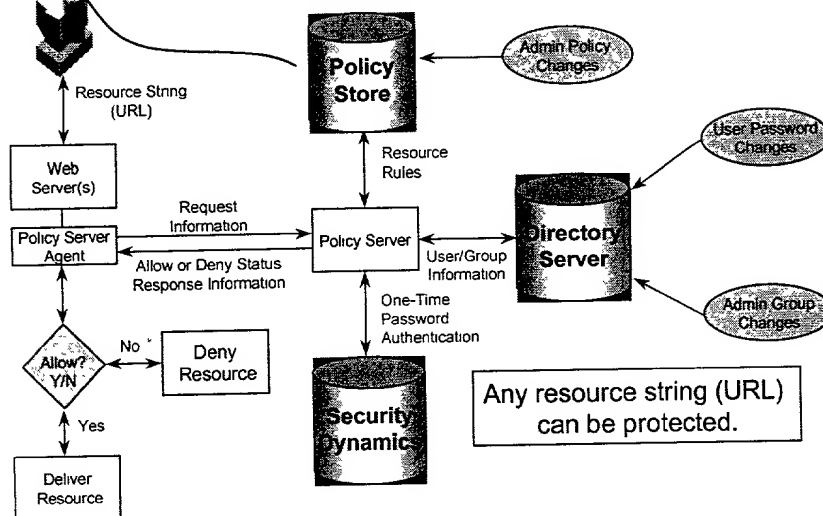 Policy
Store
Admin Policy
Changes
Resource String
(URL)
User Password
Changes
Web
Server(s)
Resource
Rules
Request
Information
Policy Server
Agent
Policy Server
Directory
Server
Allow or Deny Status
Response Information
User/Group
Information
One-Time
Password
Authentication
Admin Group
Changes
No
Allow?
Y/N
Deny
Resource
Security
Dynamics
Any resource string (URL)
can be protected.
Yes
Deliver
Resource